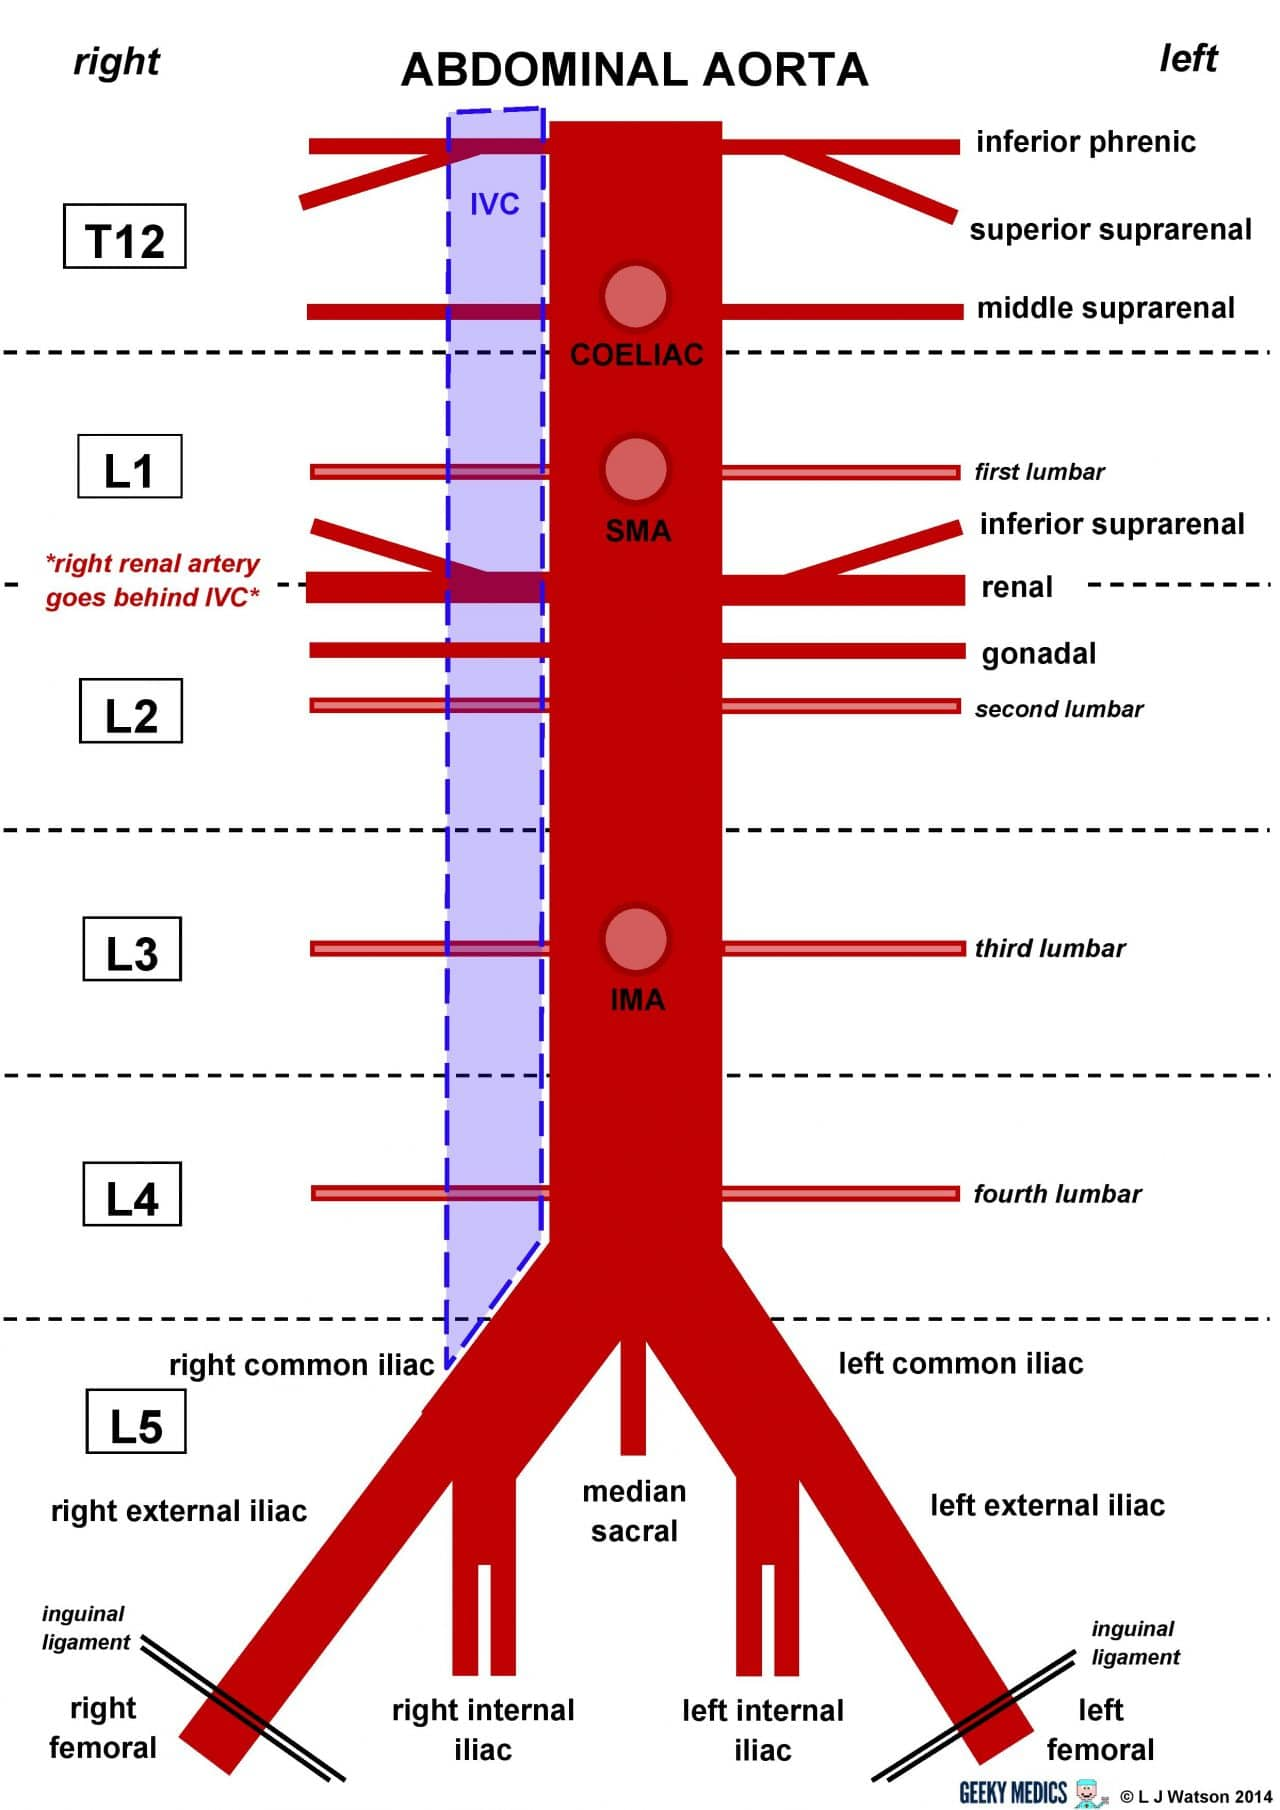 right
ABDOMINAL AORTA
left
inferior phrenic
IVC
T12
superior suprarenal
middle suprarenal
COELIAC
L1
first lumbar
SMA
inferior suprarenal
*right renal artery
goes behind IVC*
renal
gonadal
L2
second lumbar
L3
third lumbar
IMA
L4
fourth lumbar
right common iliac
left common iliac
L5
right external iliac
median
sacral
left external iliac
inguinal
ligament
inguinal
ligament
right
femoral
right internal
iliac
left internal
iliac
left
femoral
GEEKY MEDICS
© L J Watson 2014